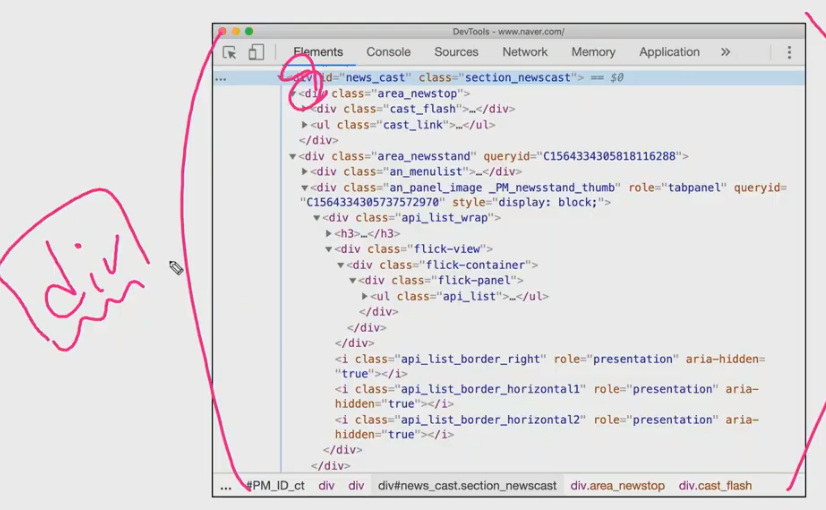 DevTools - www.naver.com/
Elements Console Sources Network Memory Application »
… <div id="news_cast" class="section_newscast"> == $0
▼<div class="area_newstop">
▶<div class="cast_flash">…</div>
▶<ul class="cast_link">…</ul>
</div>
▼<div class="area_newsstand" queryid="C1564334305818116288">
▶<div class="an_menulist">…</div>
▼<div class="an_panel_image _PM_newsstand_thumb" role="tabpanel" queryid=
"C1564334305737572970" style="display: block;">
▼<div class="api_list_wrap">
▶<h3>…</h3>
▼<div class="flick-view">
▼<div class="flick-container">
▼<div class="flick-panel">
▶<ul class="api_list">…</ul>
</div>
</div>
</div>
<i class="api_list_border_right" role="presentation" aria-hidden=
"true"></i>
<i class="api_list_border_horizontal1" role="presentation" aria-
hidden="true"></i>
<i class="api_list_border_horizontal2" role="presentation" aria-
hidden="true"></i>
</div>
</div>
… #PM_ID_ct div div div#news_cast.section_newscast div.area_newstop div.cast_flash
div